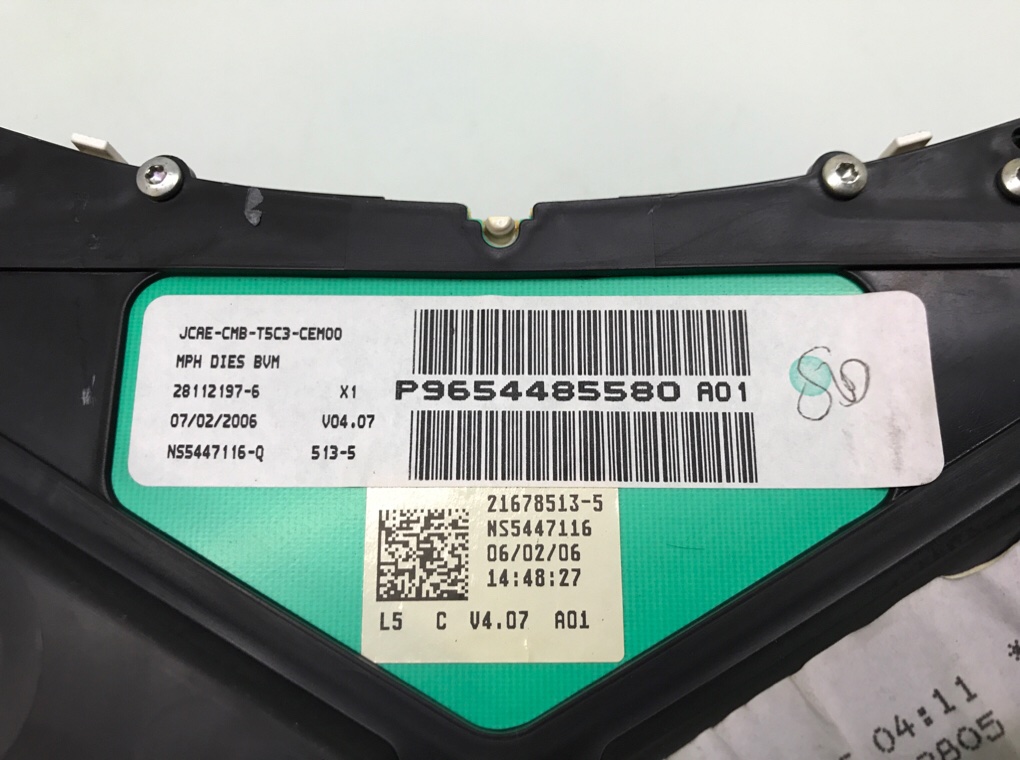 JCAE-CMB-T5C3-CEM00
MPH DIES BVM
28112197-6 X1
07/02/2006 V04.07
NS5447116-Q 513-5
P9654485580 A01
21678513-5
NS5447116
06/02/06
14:48:27
L5 C V4.07 A01
04:11